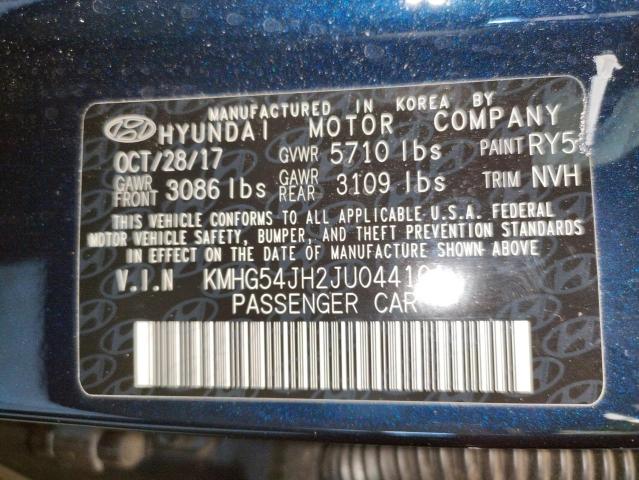 MANUFACTURED IN KOREA BY
HYUNDAI MOTOR COMPANY
OCT/28/17 GVWR 5710 lbs PAINT RY5
GAWR FRONT 3086 lbs GAWR REAR 3109 lbs TRIM NVH
THIS VEHICLE CONFORMS TO ALL APPLICABLE U.S.A. FEDERAL
MOTOR VEHICLE SAFETY, BUMPER, AND THEFT PREVENTION STANDARDS
IN EFFECT ON THE DATE OF MANUFACTURE SHOWN ABOVE.
V.I.N
PASSENGER CAR